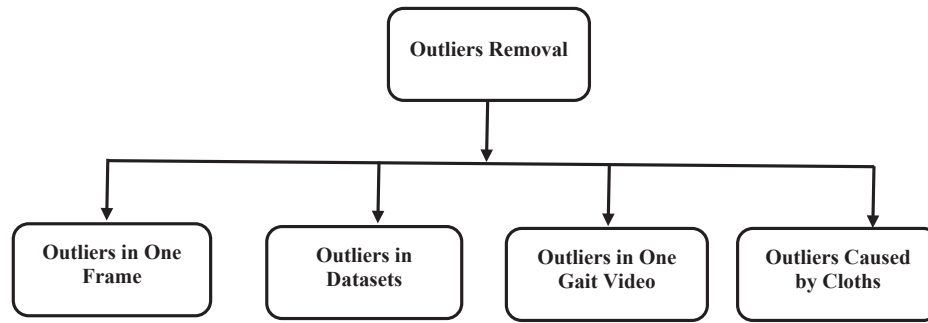 Outliers Removal
Outliers in One
Frame
Outliers in
Datasets
Outliers in One
Gait Video
Outliers Caused
by Cloths